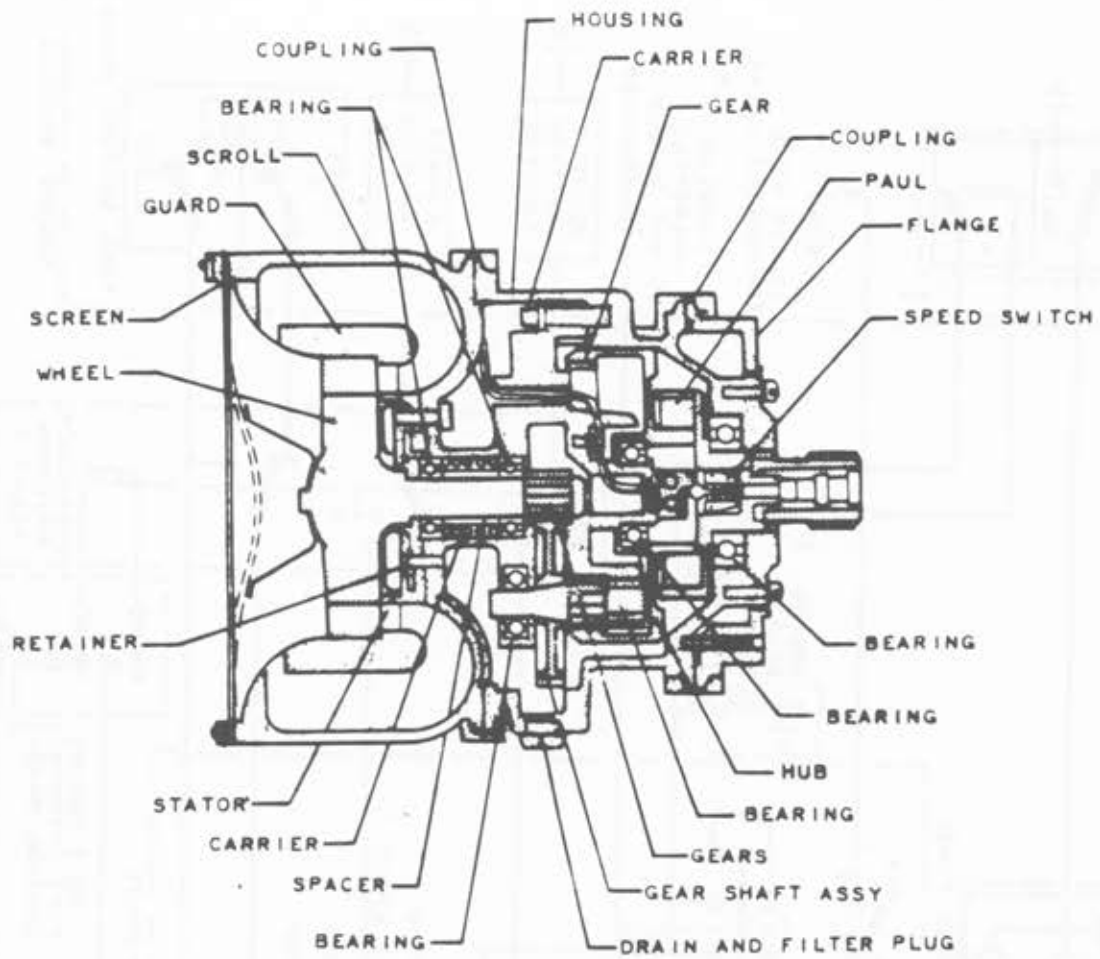 HOUSING
COUPLING
CARRIER
BEARING
GEAR
SCROLL
COUPLING
GUARD
PAUL
FLANGE
SCREEN
SPEED SWITCH
WHEEL
RETAINER
BEARING
BEARING
HUB
STATOR
BEARING
CARRIER
GEARS
SPACER
GEAR SHAFT ASSY
BEARING
DRAIN AND FILTER PLUG